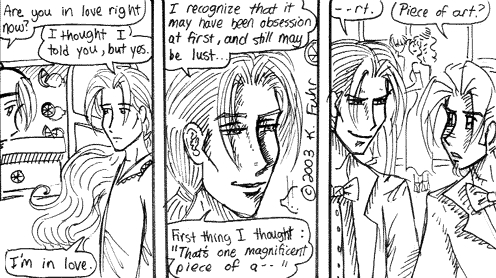 Are you in love right
now?
I thought I
told you, but yes.
I'm in love.
I recognize that it
may have been obsession
at first, and still may
be lust...
First thing I thought:
"That's one magnificent
piece of a--"
©2003 K. Fuhr
--rt.
Piece of art?